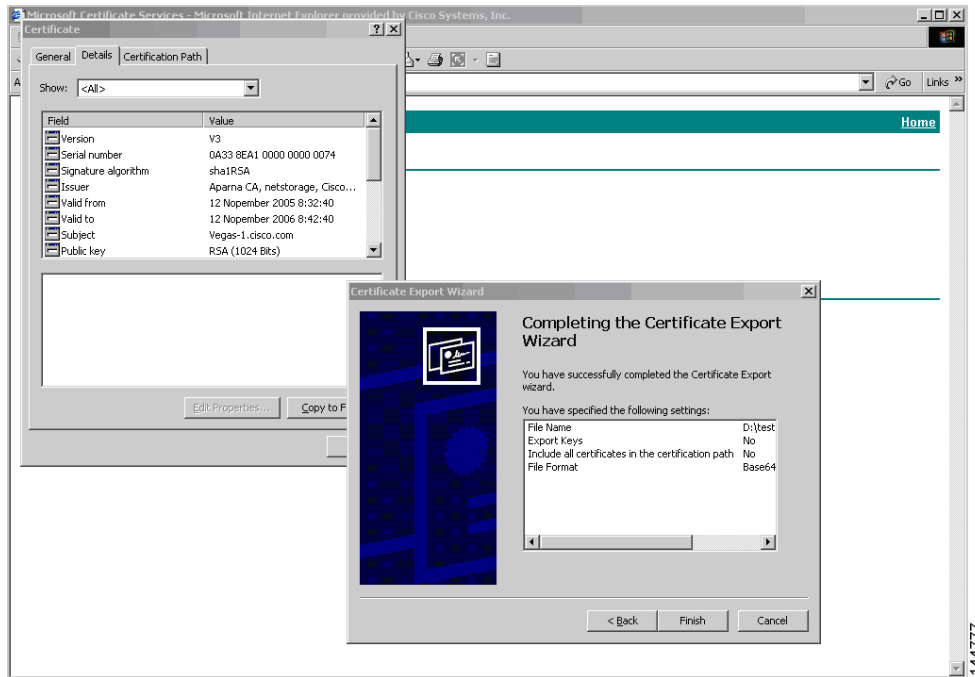 Microsoft Certificate Services - Microsoft Internet Explorer provided by Cisco Systems, Inc.
Certificate
General Details Certification Path
Show: <All>
Field Value
Version V3
Serial number 0A33 8EA1 0000 0000 0074
Signature algorithm sha1RSA
Issuer Aparna CA, netstorage, Cisco...
Valid from 12 Nopember 2005 8:32:40
Valid to 12 Nopember 2006 8:42:40
Subject Vegas-1.cisco.com
Public key RSA (1024 Bits)
Edit Properties... Copy to F
Go Links »
Home
Certificate Export Wizard
Completing the Certificate Export
Wizard
You have successfully completed the Certificate Export
wizard.
You have specified the following settings:
File Name D:\test
Export Keys No
Include all certificates in the certification path No
File Format Base64
< Back Finish Cancel
144777